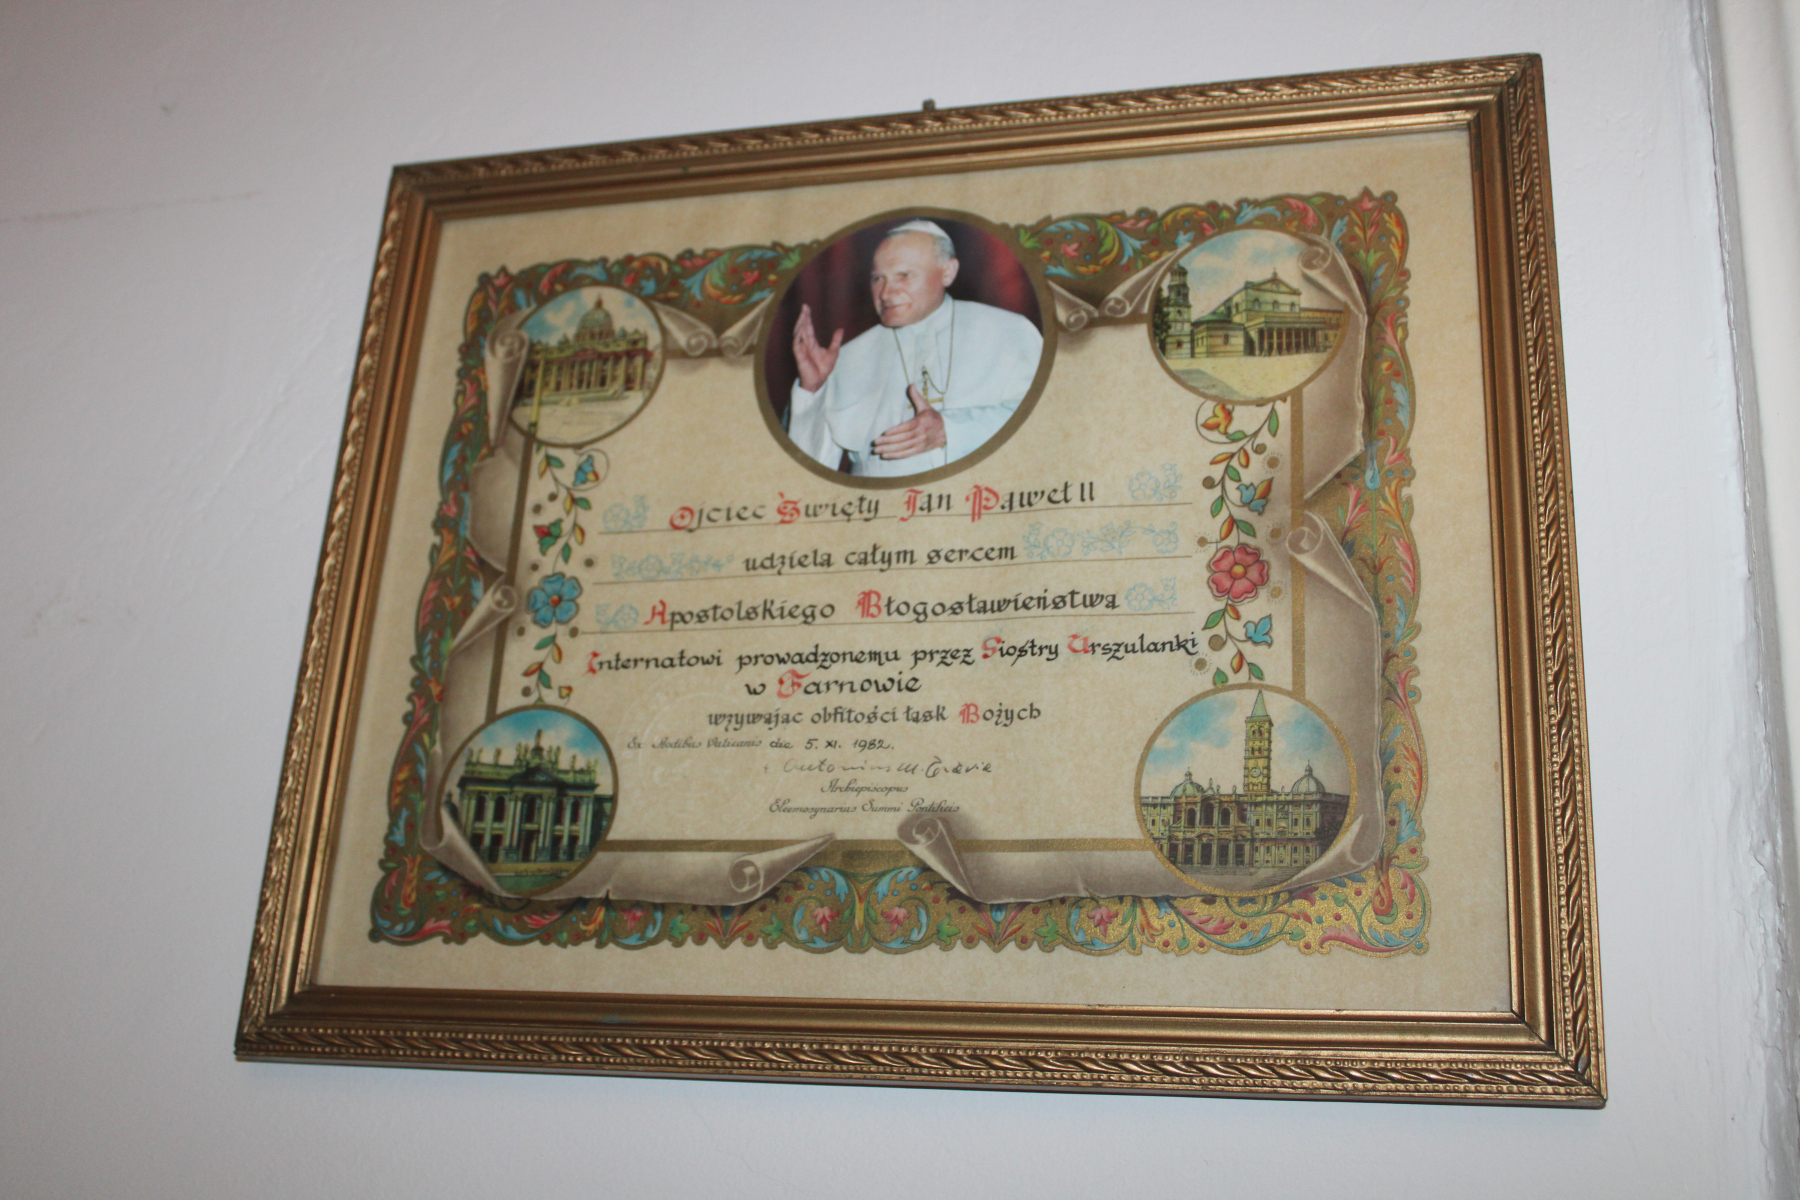 Ojciec Święty Jan Paweł II
udziela całym sercem
Apostolskiego Błogosławieństwa
Internatowi prowadzonemu przez Siostry Urszulanki
w Tarnowie
wzywając obfitości łask Bożych
Ex Aedibus Vaticanis die 5. XI. 1982.
Antonius M.
Archiepiscopus
Eleemosynarius Summi Pontificis